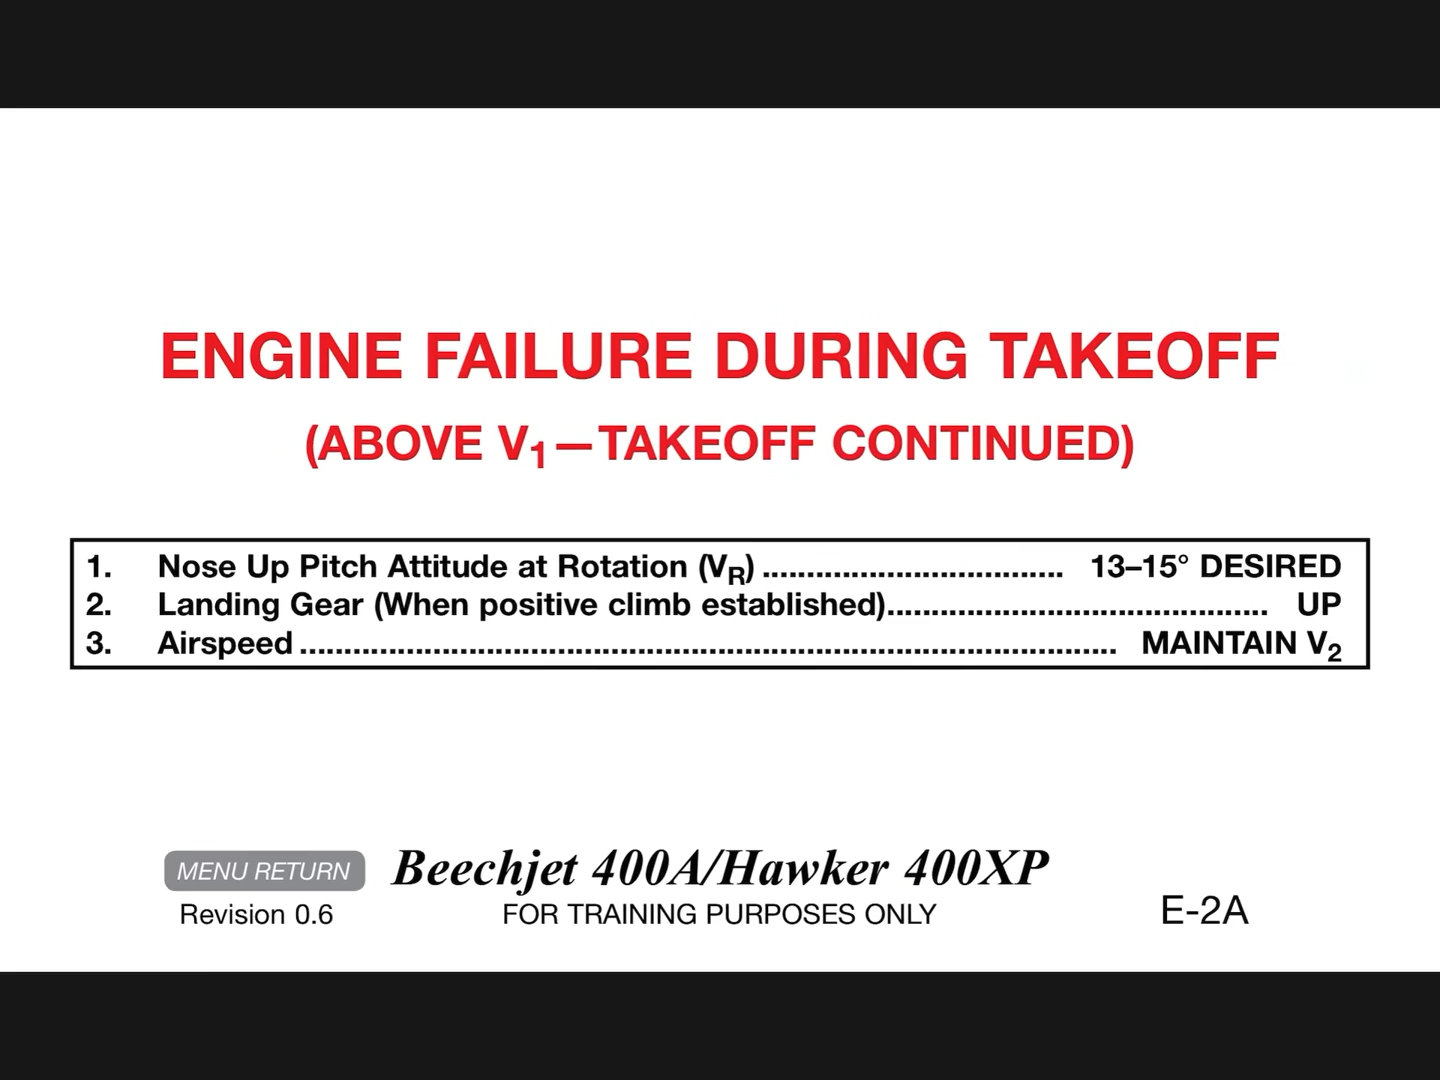 ENGINE FAILURE DURING TAKEOFF
(ABOVE V1—TAKEOFF CONTINUED)
1. Nose Up Pitch Attitude at Rotation (VR) .................................. 13–15° DESIRED
2. Landing Gear (When positive climb established)........................................... UP
3. Airspeed ............................................................................................. MAINTAIN V2
MENU RETURN Beechjet 400A/Hawker 400XP
Revision 0.6 FOR TRAINING PURPOSES ONLY E-2A